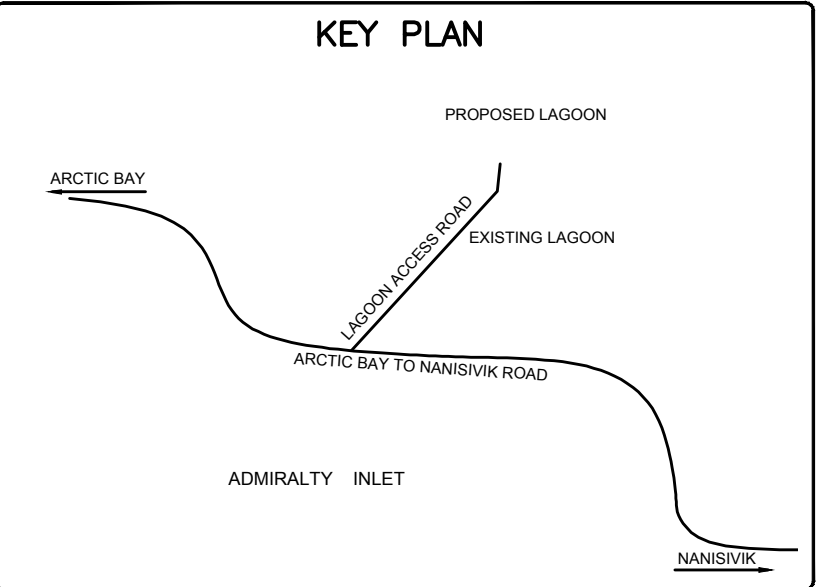 KEY PLAN
PROPOSED LAGOON
ARCTIC BAY
LAGOON ACCESS ROAD
EXISTING LAGOON
ARCTIC BAY TO NANISIVIK ROAD
ADMIRALTY INLET
NANISIVIK